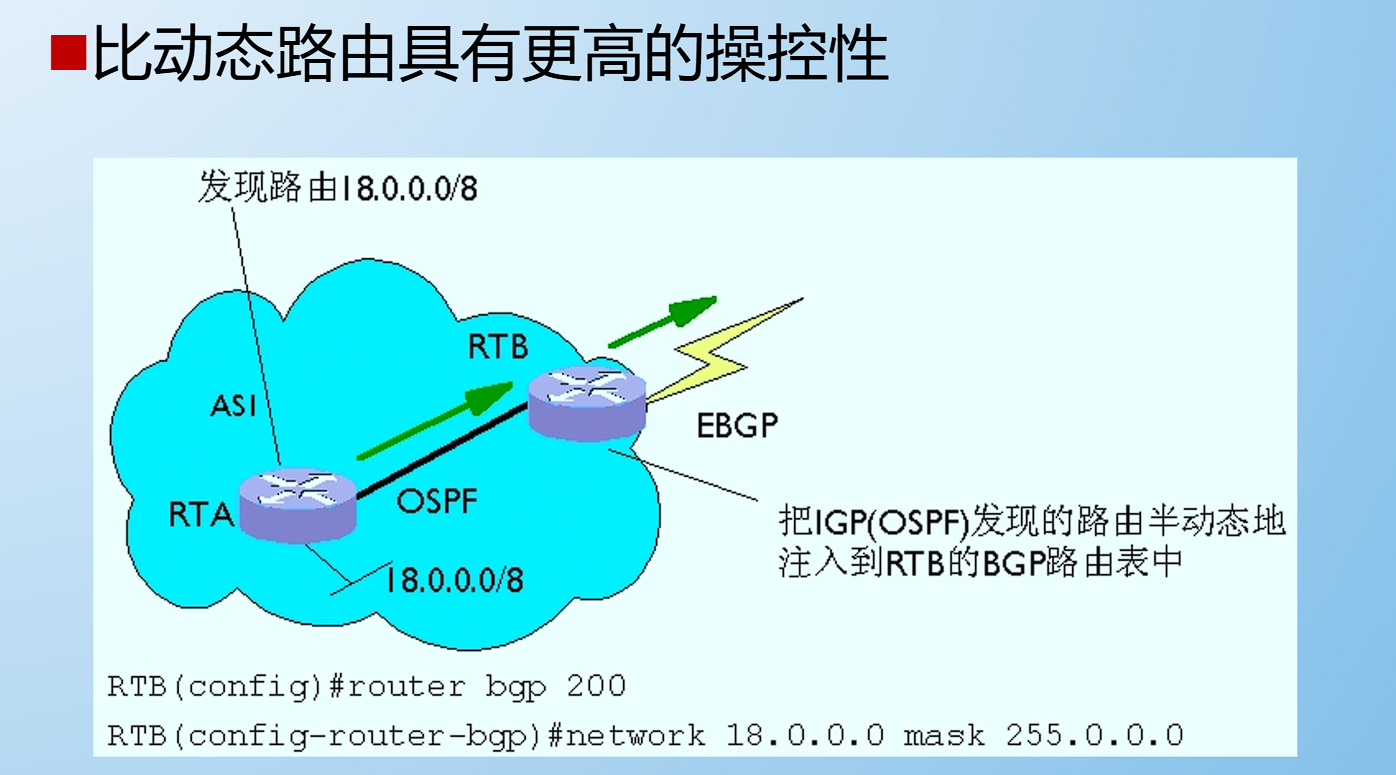 比动态路由具有更高的操控性
发现路由18.0.0.0/8
RTB
AS1
EBGP
RTA
OSPF
把IGP(OSPF)发现的路由半动态地
注入到RTB的BGP路由表中
18.0.0.0/8
RTB(config)#router bgp 200
RTB(config-router-bgp)#network 18.0.0.0 mask 255.0.0.0